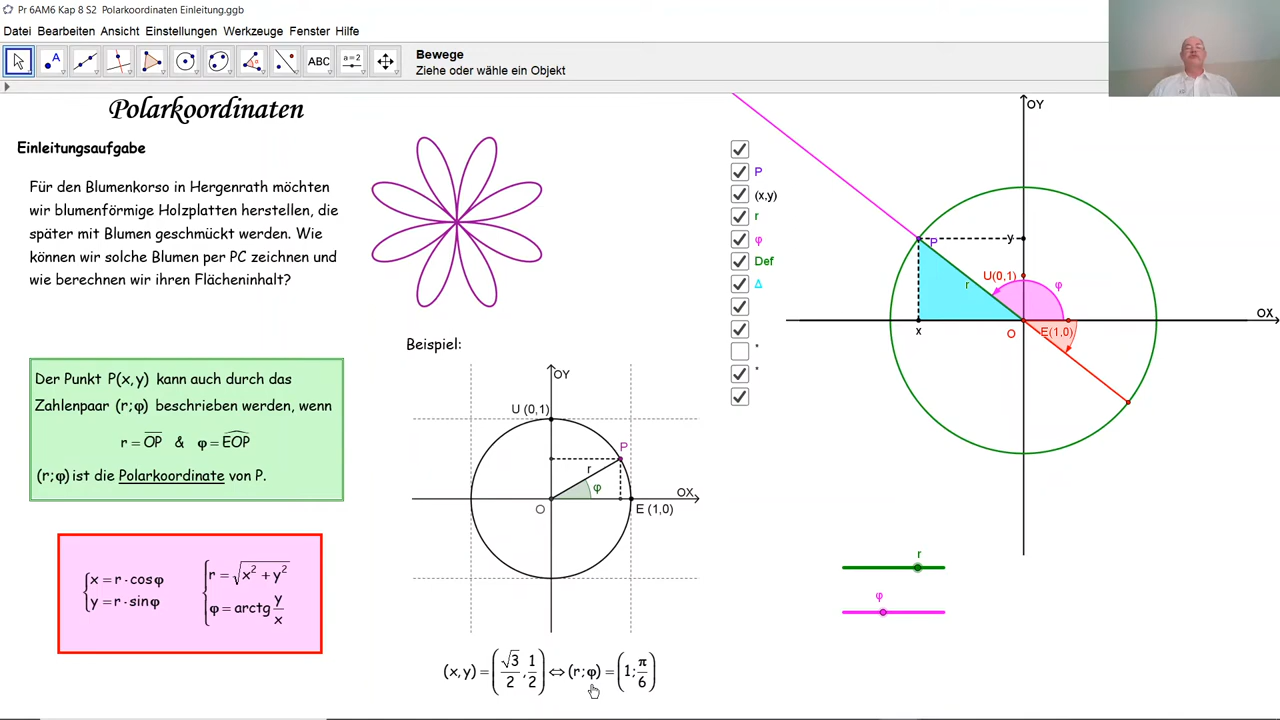 Pr 6AM6 Kap 8 S2 Polarkoordinaten Einleitung.ggb
Datei Bearbeiten Ansicht Einstellungen Werkzeuge Fenster Hilfe
A
ABC
a=2
Bewege
Ziehe oder wähle ein Objekt
Polarkoordinaten
Einleitungsaufgabe
Für den Blumenkorso in Hergenrath möchten
wir blumenförmige Holzplatten herstellen, die
später mit Blumen geschmückt werden. Wie
können wir solche Blumen per PC zeichnen und
wie berechnen wir ihren Flächeninhalt?
Der Punkt P(x,y) kann auch durch das
Zahlenpaar (r;φ) beschrieben werden, wenn
r = \overline{OP} & φ = \widehat{EOP}
(r;φ) ist die Polarkoordinate von P.
{x = r·cosφ
y = r·sinφ
{r = √(x² + y²)
φ = arctg y/x
Beispiel:
OY
U (0,1)
P
r
φ
OX
O
E (1,0)
(x,y) = (√3/2, 1/2) ⇔ (r;φ) = (1; π/6)
P
(x,y)
r
φ
Def
Δ
*
*
OY
P
y
U(0,1)
r
φ
OX
x
O
E(1,0)
r
φ